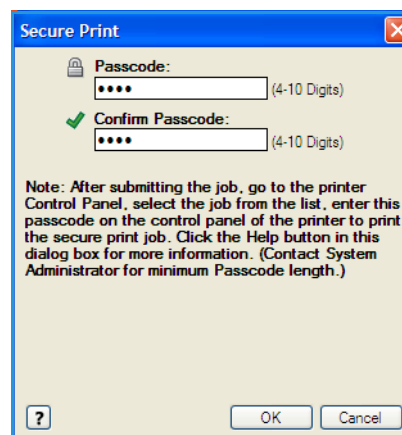 Secure Print
Passcode:
•••• (4-10 Digits)
Confirm Passcode:
•••• (4-10 Digits)
Note: After submitting the job, go to the printer
Control Panel, select the job from the list, enter this
passcode on the control panel of the printer to print
the secure print job. Click the Help button in this
dialog box for more information. (Contact System
Administrator for minimum Passcode length.)
? OK Cancel